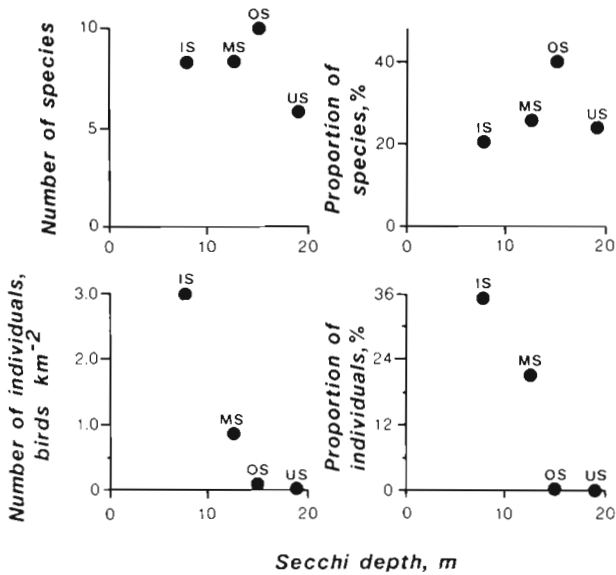 Number of species
10
5
0
IS
MS
OS
US
0
10
20
Proportion of species, %
40
20
0
IS
MS
OS
US
0
10
20
Number of individuals, birds km-2
3.0
2.0
1.0
0
IS
MS
OS
US
0
10
20
Proportion of individuals, %
36
24
12
0
IS
MS
OS
US
0
10
20
Secchi depth, m